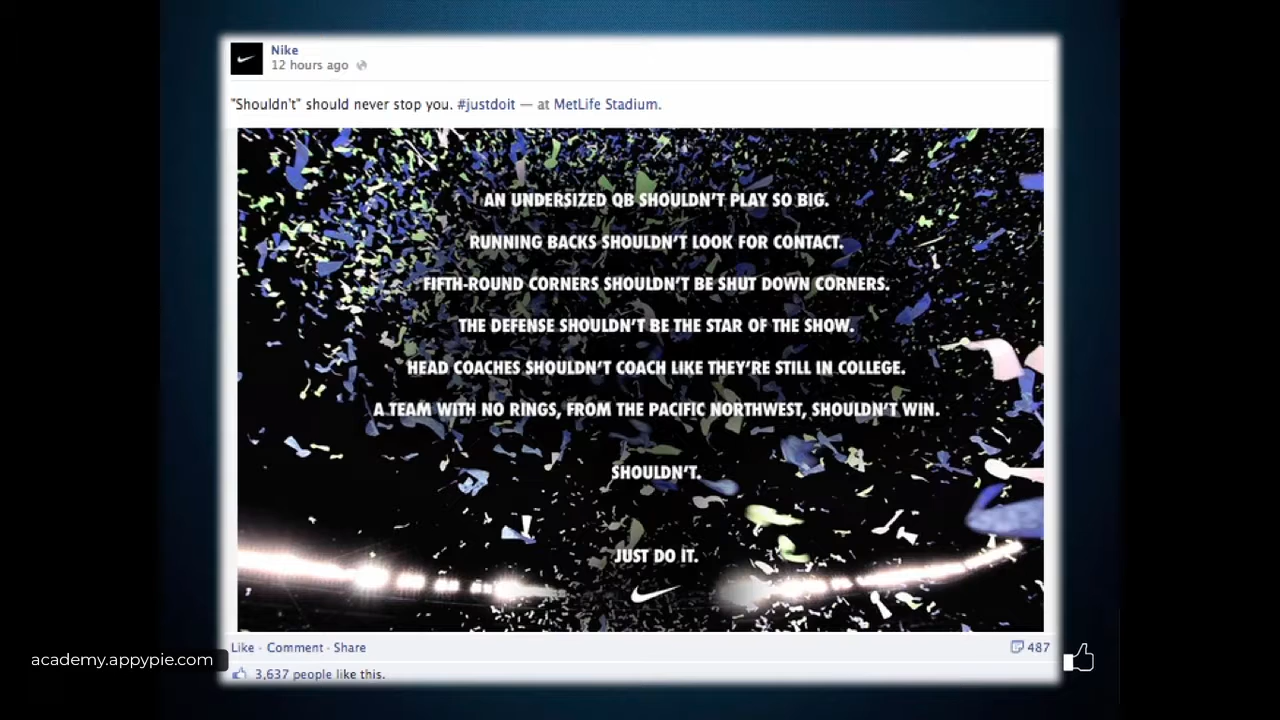 Nike
12 hours ago
"Shouldn't" should never stop you. #justdoit — at MetLife Stadium.
AN UNDERSIZED QB SHOULDN'T PLAY SO BIG.
RUNNING BACKS SHOULDN'T LOOK FOR CONTACT.
FIFTH-ROUND CORNERS SHOULDN'T BE SHUT DOWN CORNERS.
THE DEFENSE SHOULDN'T BE THE STAR OF THE SHOW.
HEAD COACHES SHOULDN'T COACH LIKE THEY'RE STILL IN COLLEGE.
A TEAM WITH NO RINGS, FROM THE PACIFIC NORTHWEST, SHOULDN'T WIN.
SHOULDN'T.
JUST DO IT.
Like · Comment · Share 487
academy.appypie.com
3,637 people like this.